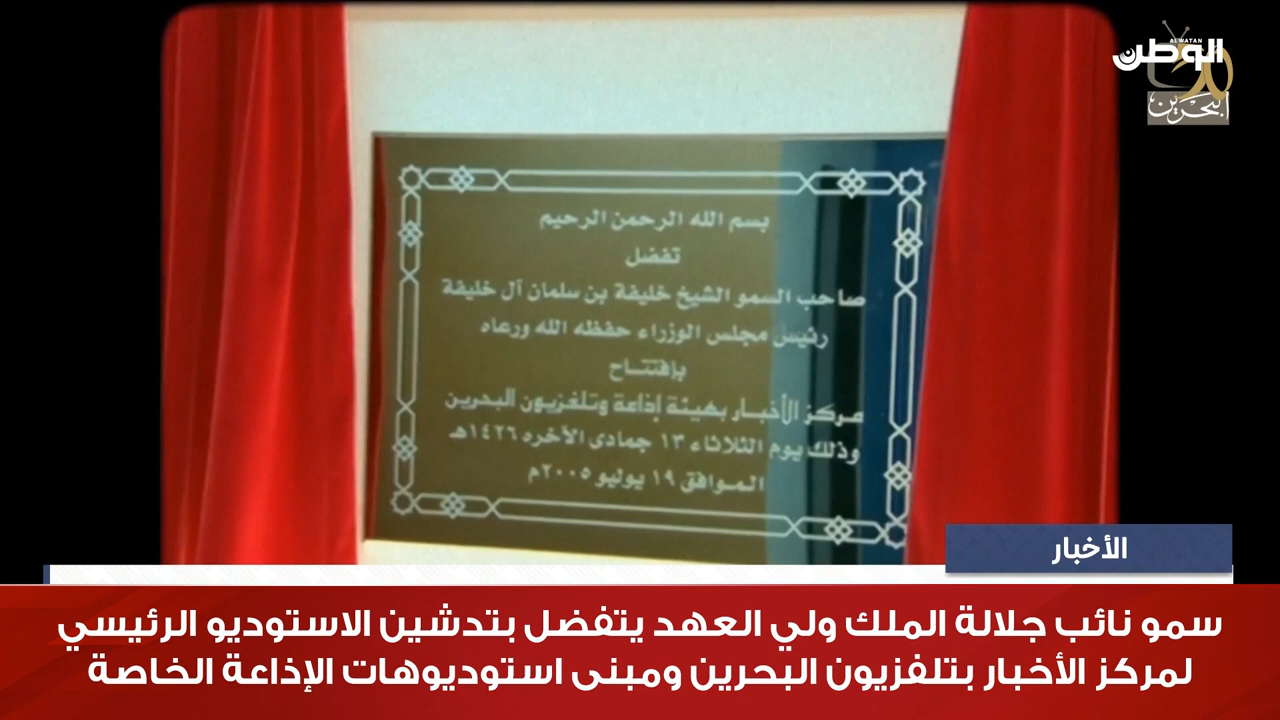 الوطن
ALWATAN
بحرين
بسم الله الرحمن الرحيم
تفضل
صاحب السمو الشيخ خليفة بن سلمان آل خليفة
رئيس مجلس الوزراء حفظه الله ورعاه
بإفتتاح
مركز الأخبار بهيئة إذاعة وتلفزيون البحرين
وذلك يوم الثلاثاء ١٣ جمادى الآخره ١٤٢٦هـ
الموافق ١٩ يوليو ٢٠٠٥م
الأخبار
سمو نائب جلالة الملك ولي العهد يتفضل بتدشين الاستوديو الرئيسي
لمركز الأخبار بتلفزيون البحرين ومبنى استوديوهات الإذاعة الخاصة